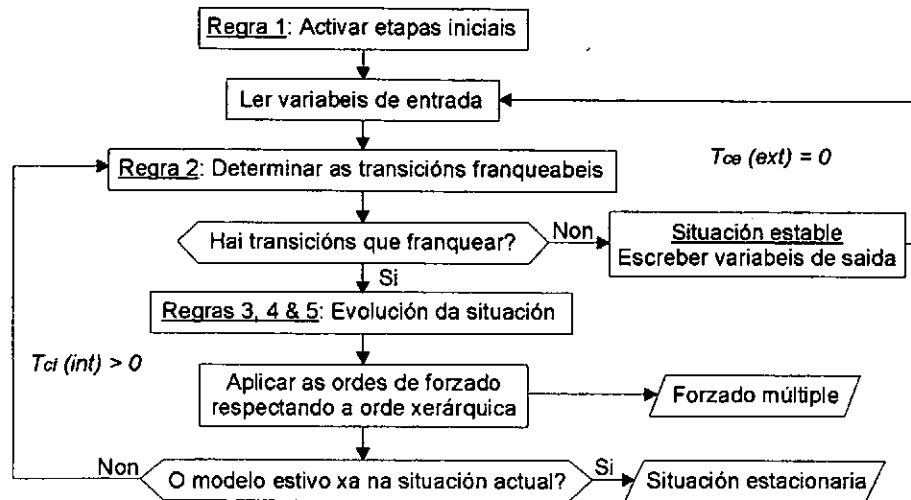 Regra 1: Activar etapas iniciais
Ler variabeis de entrada
Regra 2: Determinar as transicións franqueabeis
Tce (ext) = 0
Hai transicións que franquear?
Non
Situación estable
Escreber variabeis de saida
Si
Regras 3, 4 & 5: Evolución da situación
Tci (int) > 0
Aplicar as ordes de forzado
respectando a orde xerárquica
Forzado múltiple
Non
O modelo estivo xa na situación actual?
Si
Situación estacionaria